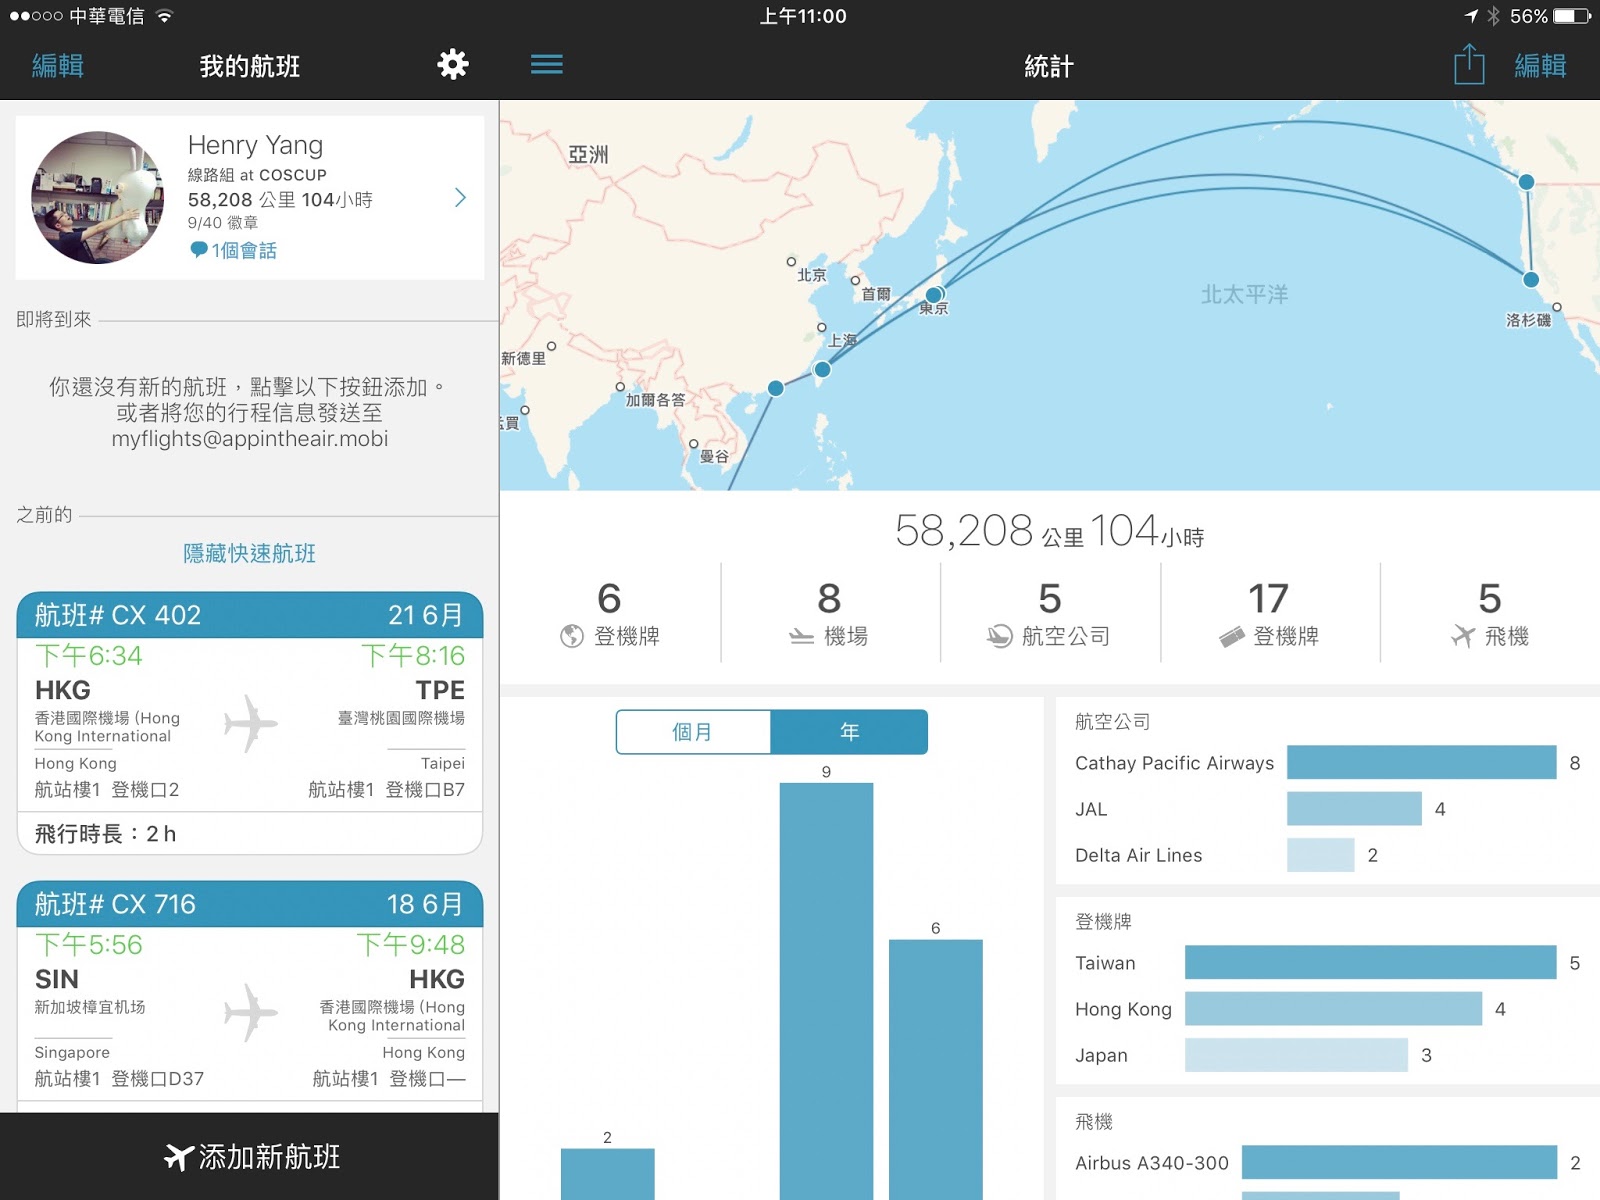 中華電信
上午11:00
56%
編輯
我的航班
統計
編輯
Henry Yang
線路組 at COSCUP
58,208 公里 104小時
9/40 徽章
1個會話
即將到來
你還沒有新的航班，點擊以下按鈕添加。
或者將您的行程信息發送至
myflights@appintheair.mobi
之前的
隱藏快速航班
航班# CX 402
21 6月
下午6:34
下午8:16
HKG
TPE
香港國際機場 (Hong
Kong International
臺灣桃園國際機場
Hong Kong
Taipei
航站樓1 登機口2
航站樓1 登機口B7
飛行時長：2 h
航班# CX 716
18 6月
下午5:56
下午9:48
SIN
HKG
新加坡樟宜机场
香港國際機場 (Hong
Kong International
Singapore
Hong Kong
航站樓1 登機口D37
航站樓1 登機口—
添加新航班
亞洲
北京
首爾
東京
上海
新德里
加爾各答
孟買
曼谷
北太平洋
洛杉磯
58,208 公里 104小時
6
登機牌
8
機場
5
航空公司
17
登機牌
5
飛機
個月
年
2
9
6
航空公司
Cathay Pacific Airways 8
JAL 4
Delta Air Lines 2
登機牌
Taiwan 5
Hong Kong 4
Japan 3
飛機
Airbus A340-300 2